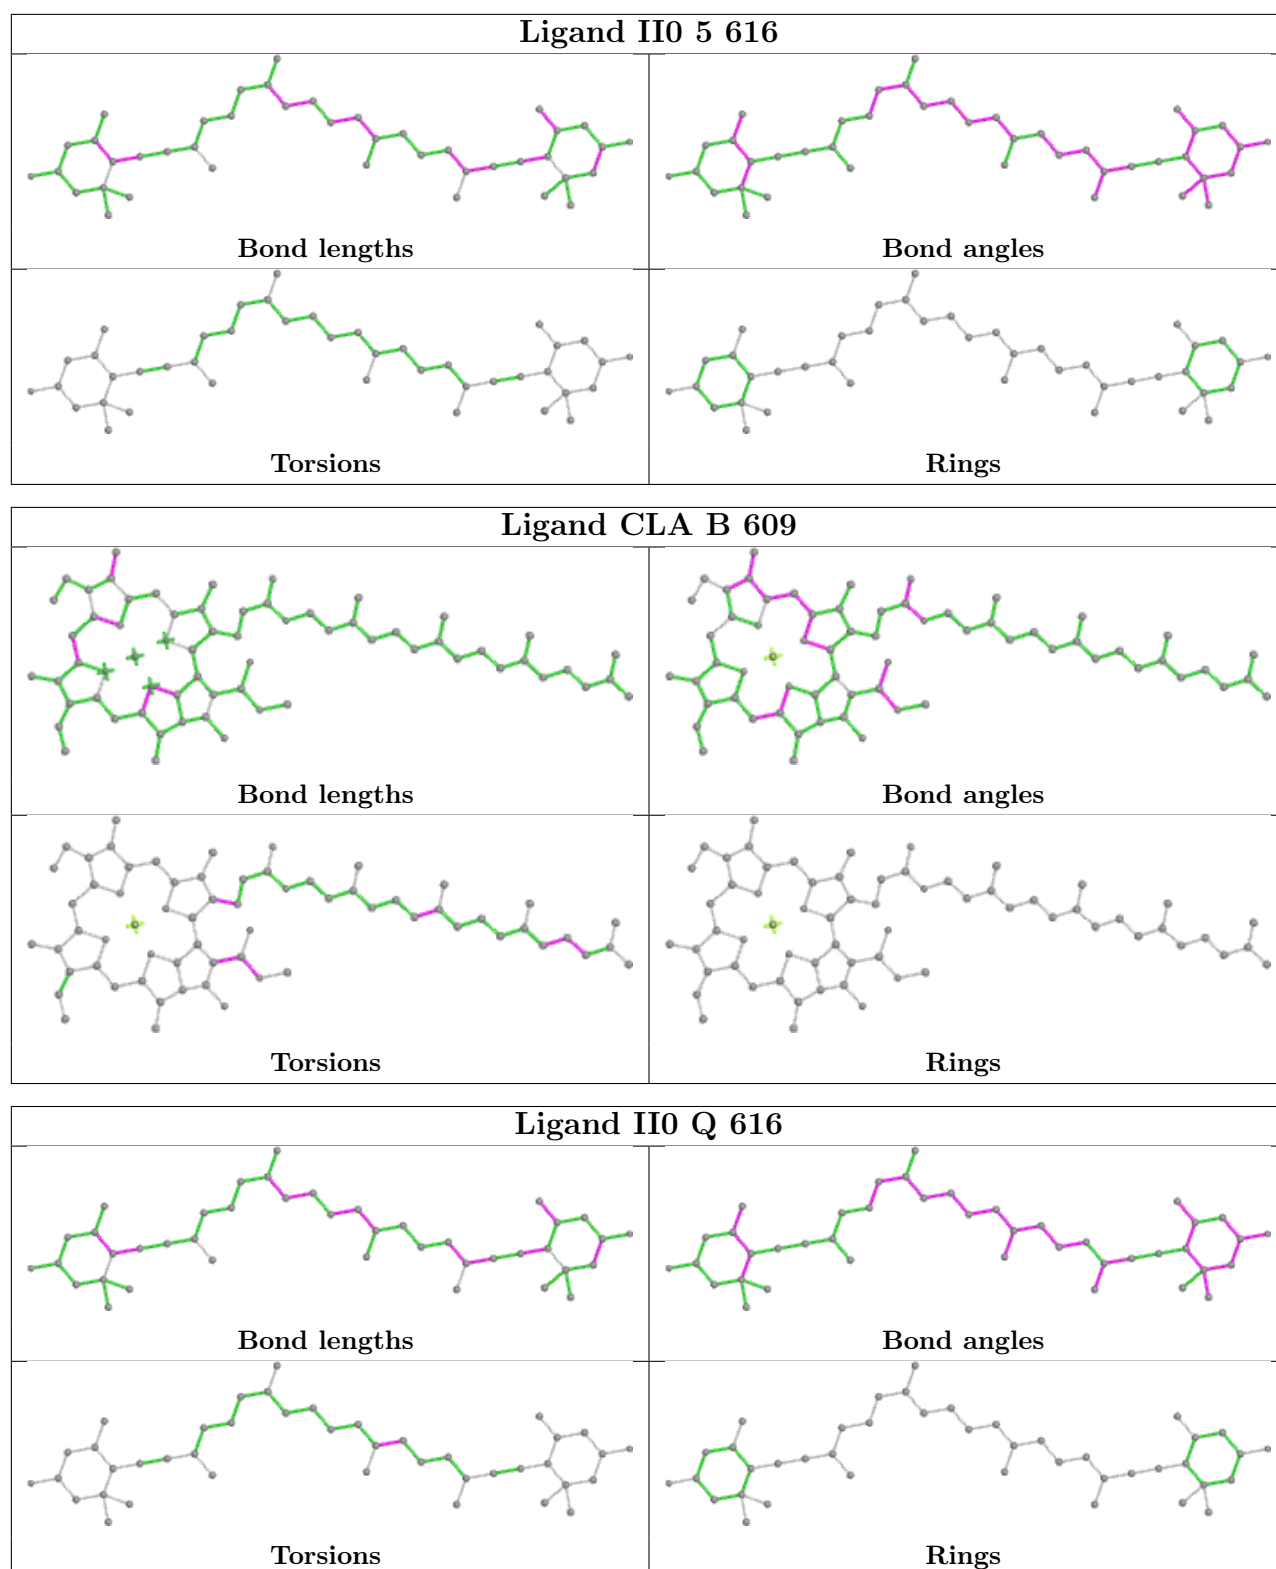 Ligand II0 5 616
Bond lengths
Bond angles
Torsions
Rings
Ligand CLA B 609
Bond lengths
Bond angles
Torsions
Rings
Ligand II0 Q 616
Bond lengths
Bond angles
Torsions
Rings